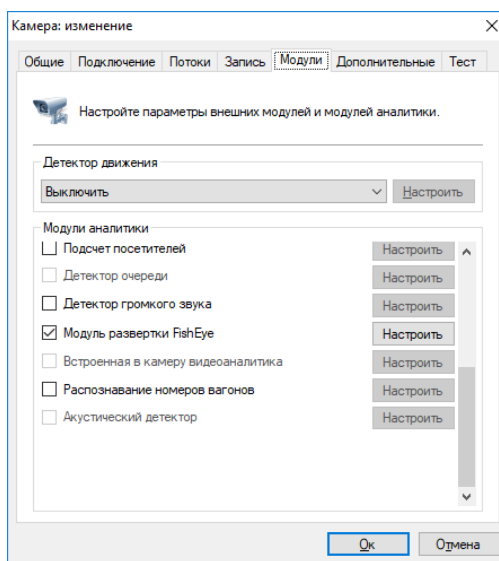 Камера: изменение
Общие Подключение Потоки Запись Модули Дополнительные Тест
Настройте параметры внешних модулей и модулей аналитики.
Детектор движения
Выключить Настроить
Модули аналитики
Подсчет посетителей Настроить
Детектор очереди Настроить
Детектор громкого звука Настроить
Модуль развертки FishEye Настроить
Встроенная в камеру видеоаналитика Настроить
Распознавание номеров вагонов Настроить
Акустический детектор Настроить
Ок Отмена